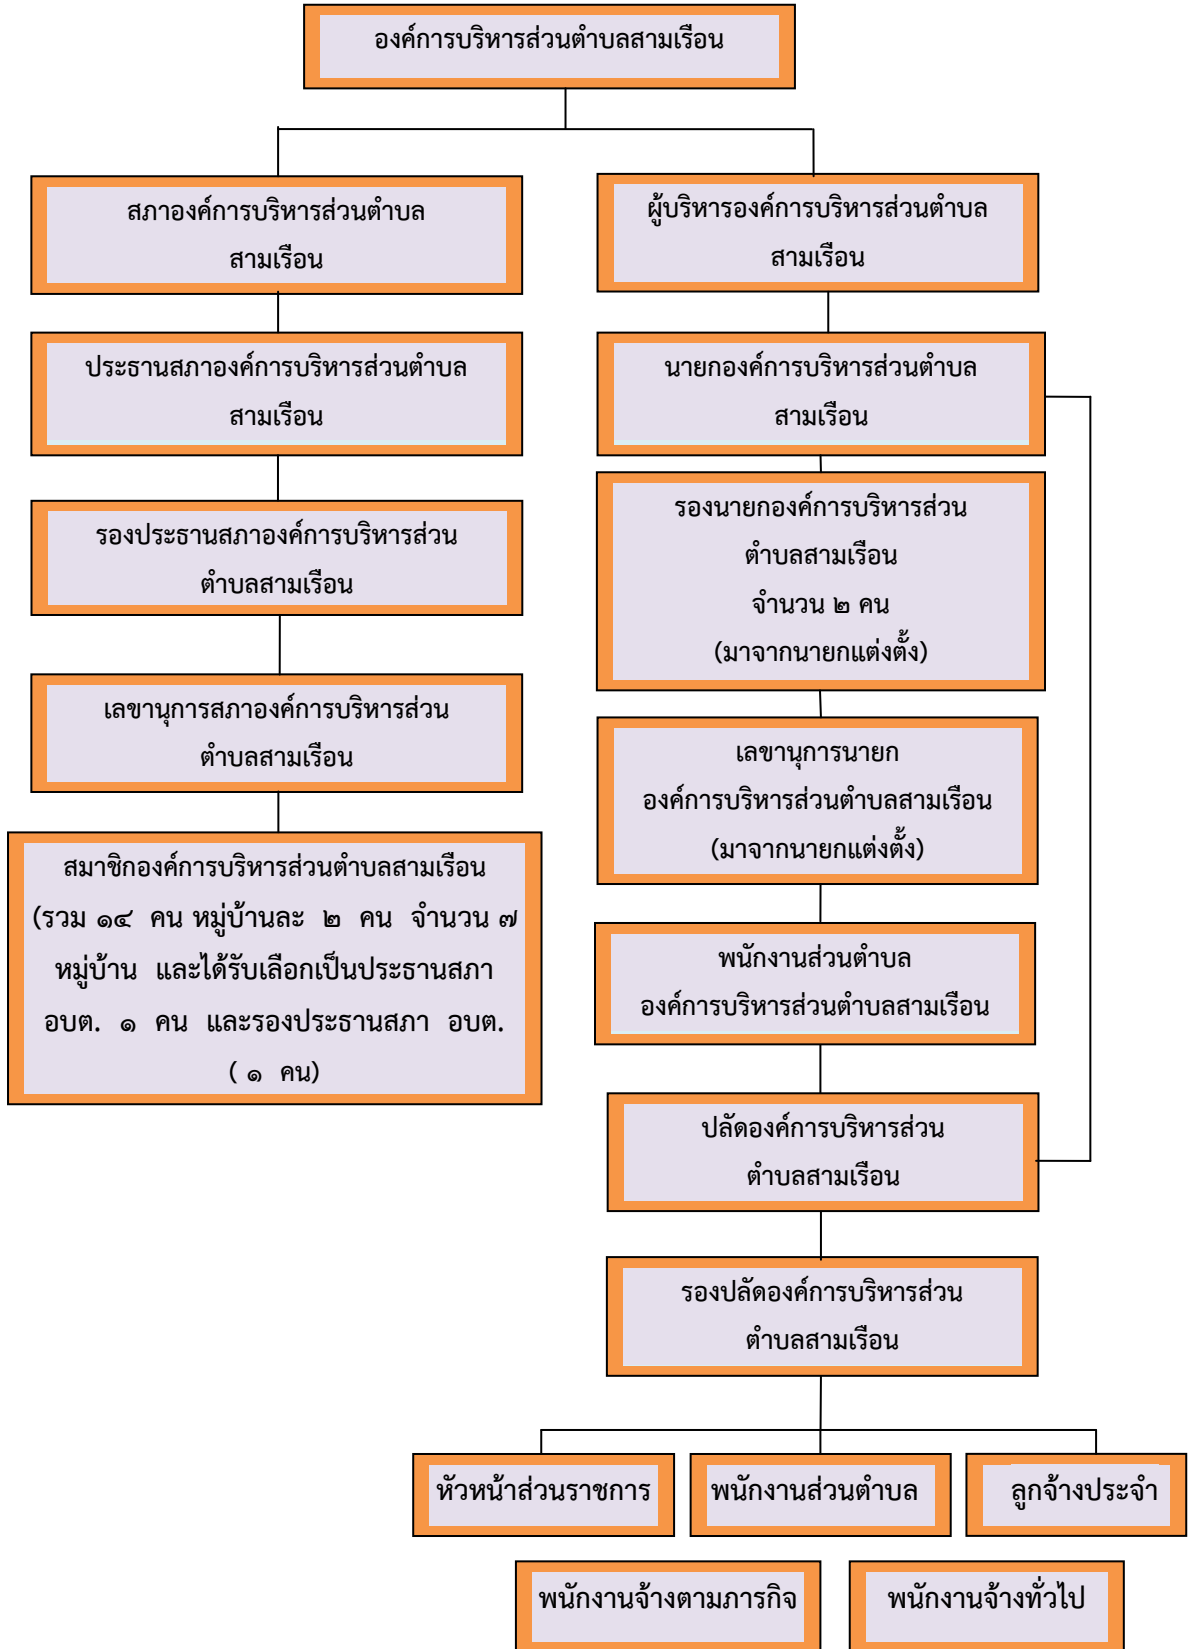 องค์การบริหารส่วนตำบลสามเรือน
สภาองค์การบริหารส่วนตำบล
สามเรือน
ประธานสภาองค์การบริหารส่วนตำบล
สามเรือน
รองประธานสภาองค์การบริหารส่วน
ตำบลสามเรือน
เลขานุการสภาองค์การบริหารส่วน
ตำบลสามเรือน
สมาชิกองค์การบริหารส่วนตำบลสามเรือน
(รวม ๑๔ คน หมู่บ้านละ ๒ คน จำนวน ๗
หมู่บ้าน และได้รับเลือกเป็นประธานสภา
อบต. ๑ คน และรองประธานสภา อบต.
( ๑ คน)
ผู้บริหารองค์การบริหารส่วนตำบล
สามเรือน
นายกองค์การบริหารส่วนตำบล
สามเรือน
รองนายกองค์การบริหารส่วน
ตำบลสามเรือน
จำนวน ๒ คน
(มาจากนายกแต่งตั้ง)
เลขานุการนายก
องค์การบริหารส่วนตำบลสามเรือน
(มาจากนายกแต่งตั้ง)
พนักงานส่วนตำบล
องค์การบริหารส่วนตำบลสามเรือน
ปลัดองค์การบริหารส่วน
ตำบลสามเรือน
รองปลัดองค์การบริหารส่วน
ตำบลสามเรือน
หัวหน้าส่วนราชการ
พนักงานส่วนตำบล
ลูกจ้างประจำ
พนักงานจ้างตามภารกิจ
พนักงานจ้างทั่วไป